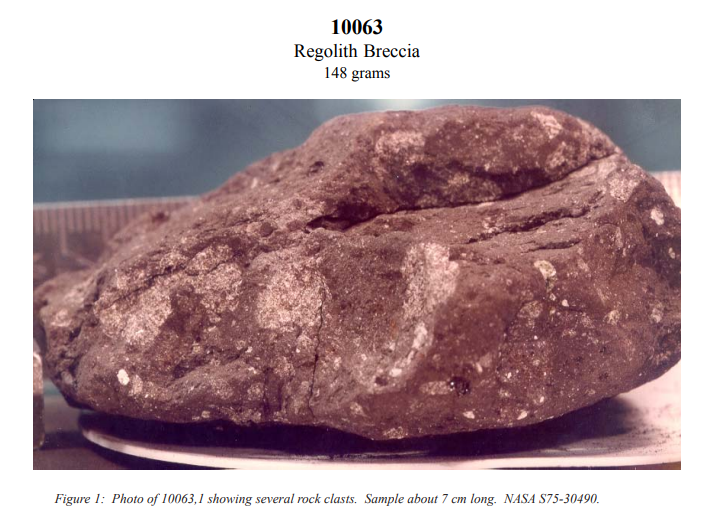 10063
Regolith Breccia
148 grams
Figure 1: Photo of 10063,1 showing several rock clasts. Sample about 7 cm long. NASA S75-30490.